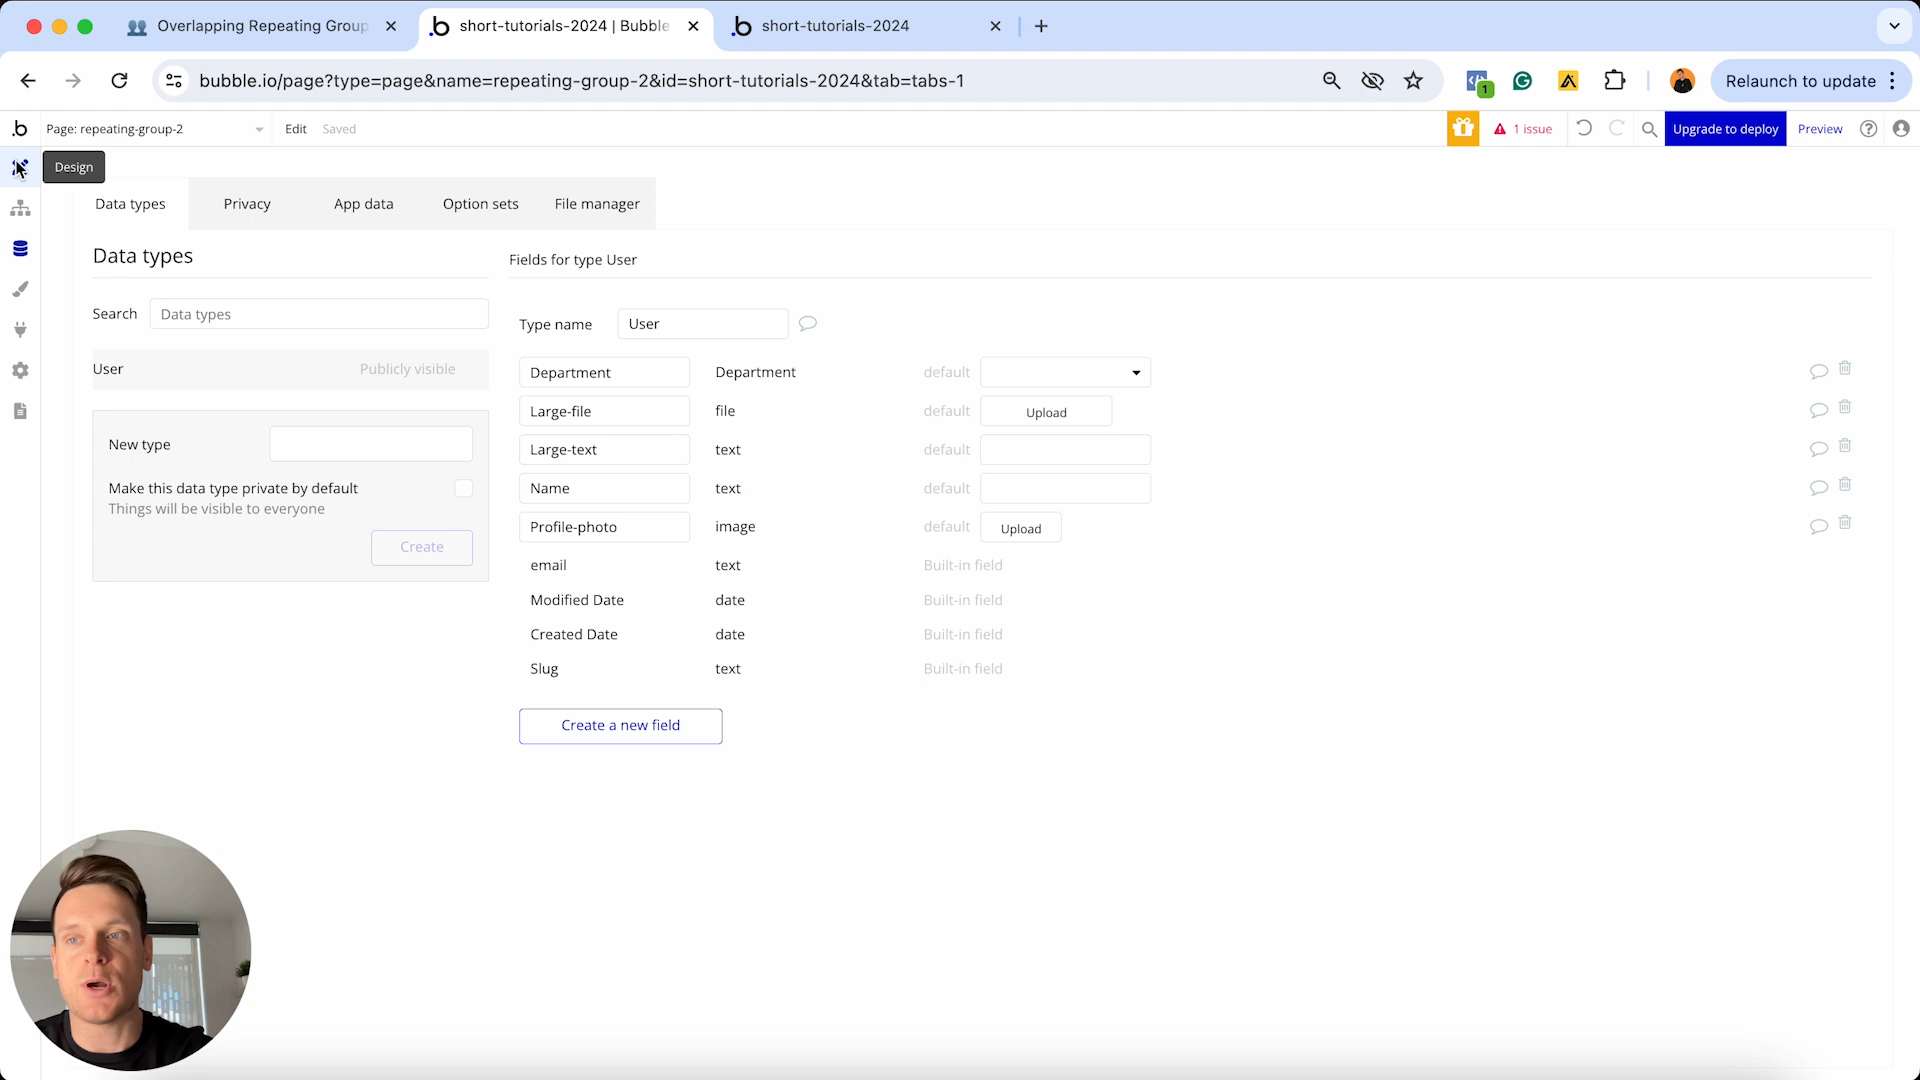 Overlapping Repeating Group
short-tutorials-2024 | Bubble
short-tutorials-2024
bubble.io/page?type=page&name=repeating-group-2&id=short-tutorials-2024&tab=tabs-1
1
Relaunch to update
Page: repeating-group-2
Edit
Saved
1 issue
Upgrade to deploy
Preview
Design
Data types
Privacy
App data
Option sets
File manager
Data types
Fields for type User
Search
Data types
Type name
User
User
Publicly visible
Department
Department
default
Large-file
file
default
Upload
New type
Large-text
text
default
Make this data type private by default
Things will be visible to everyone
Name
text
default
Create
Profile-photo
image
default
Upload
email
text
Built-in field
Modified Date
date
Built-in field
Created Date
date
Built-in field
Slug
text
Built-in field
Create a new field